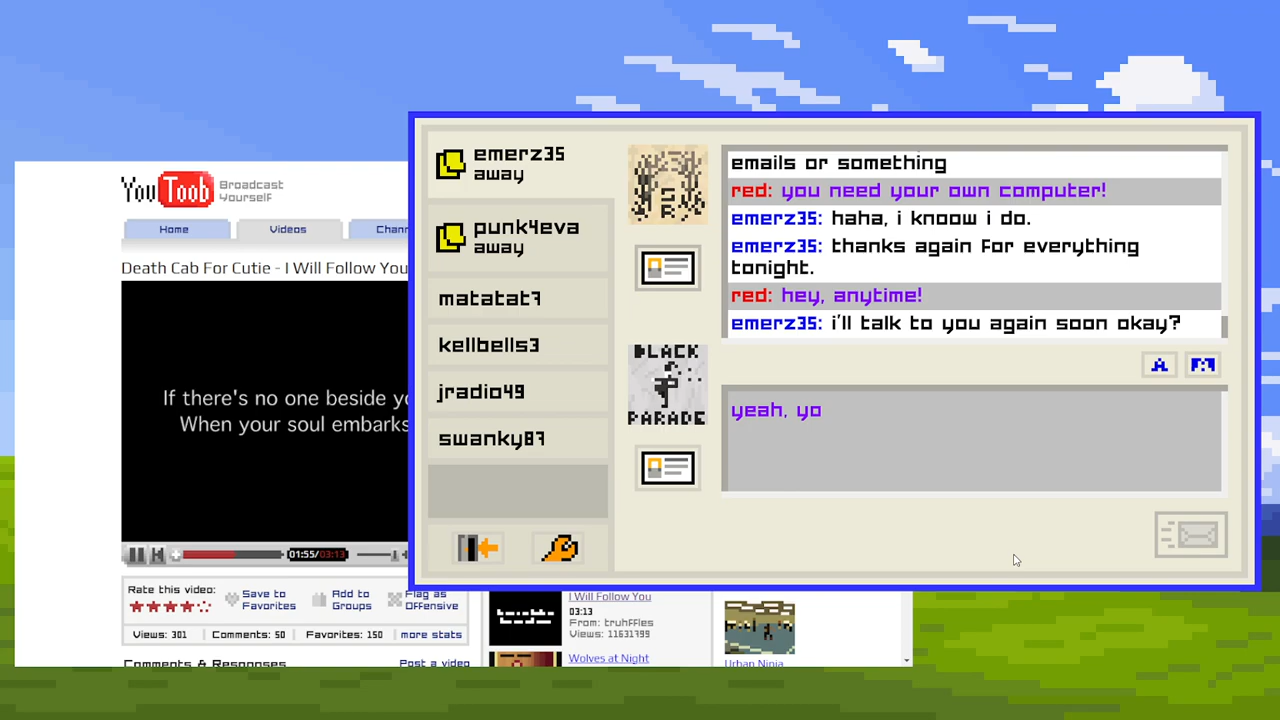 You Toob
Broadcast
Yourself
Home
Videos
Chann
Death Cab For Cutie - I Will Follow You
If there's no one beside yo
When your soul embarks
01:55/03:13
Rate this video:
Save to
Favorites
Add to
Groups
Flag as
Offensive
Views: 301
Comments: 50
Favorites: 150
more stats
Comments & Responses
Post a video
I Will Follow You
03:13
From: truhffles
Views: 11631799
Wolves at Night
Urban Ninja
emerz35
away
punk4eva
away
matatat7
kellbells3
jradio49
swanky87
BLACK
PARADE
emails or something
red: you need your own computer!
emerz35: haha, i knoow i do.
emerz35: thanks again for everything
tonight.
red: hey, anytime!
emerz35: i'll talk to you again soon okay?
A
yeah, yo